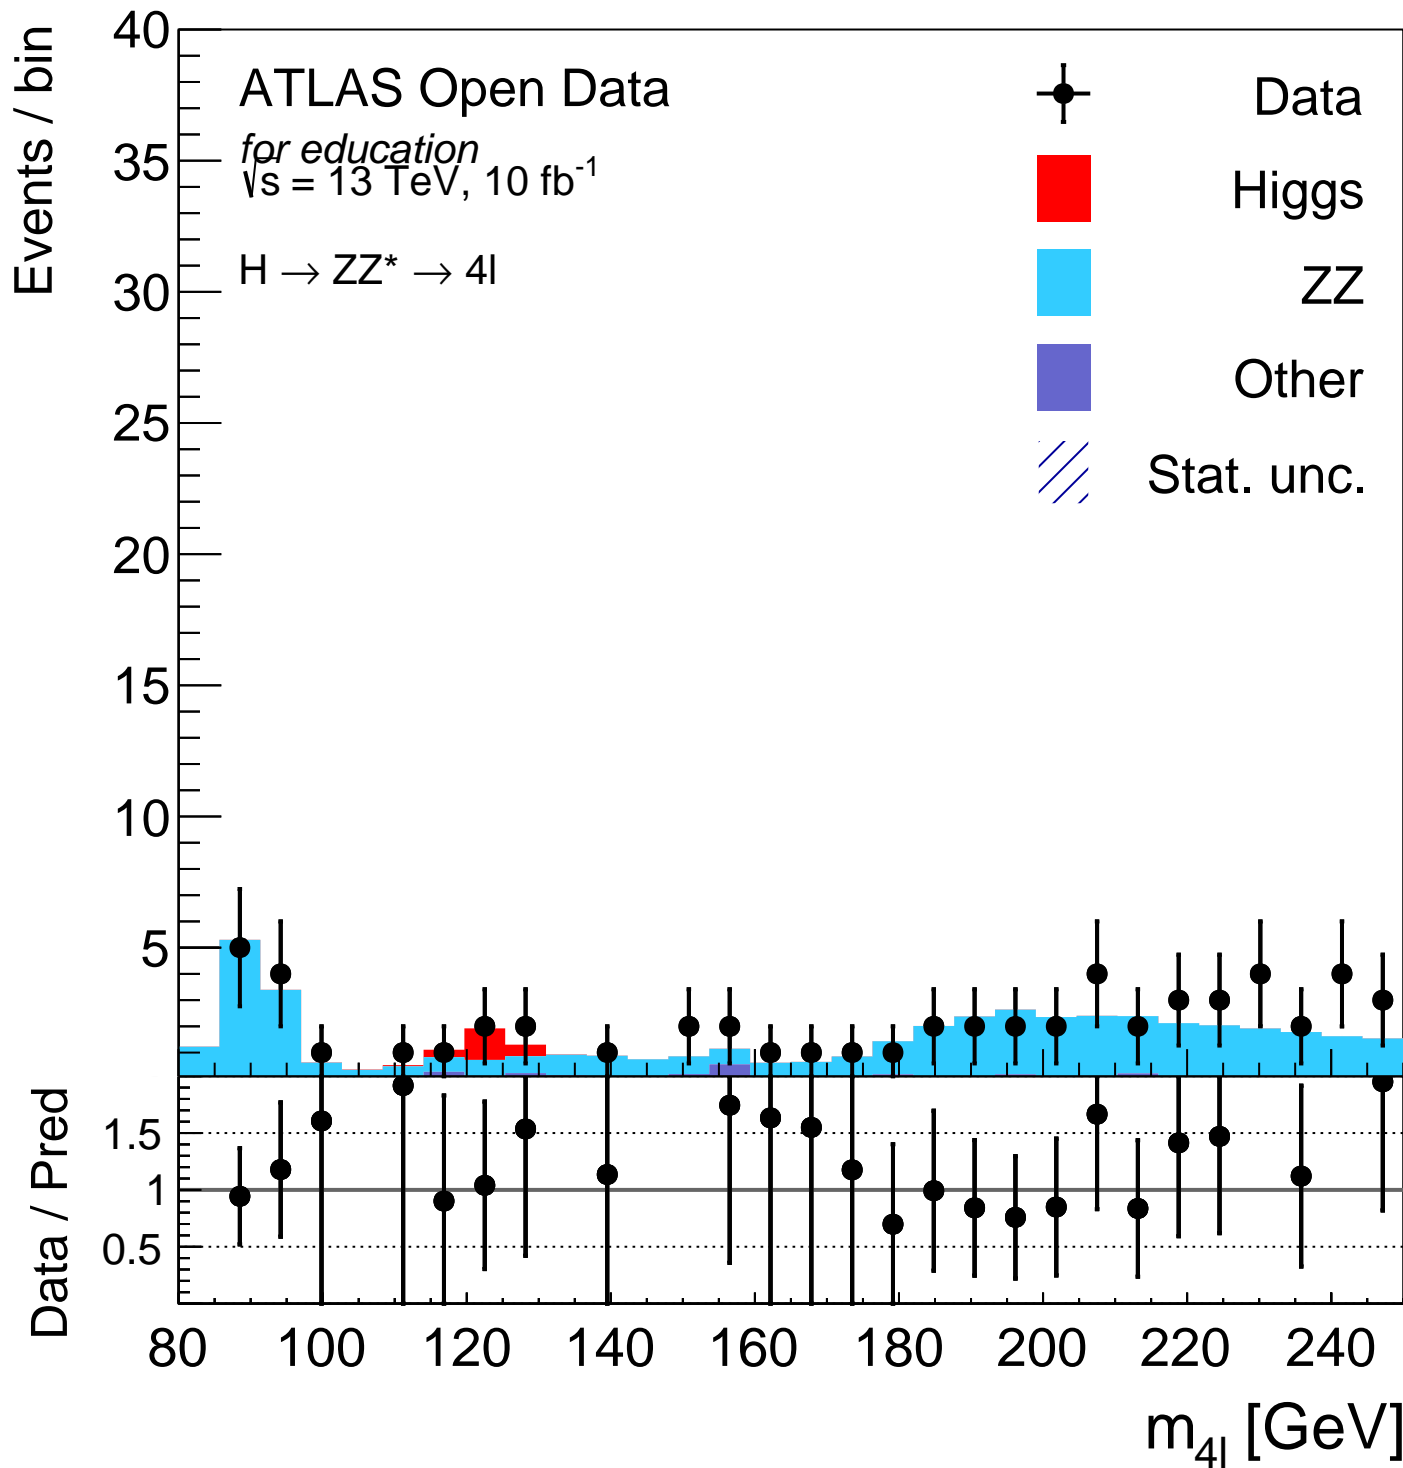 Events / bin
40
35
30
25
20
15
10
5
ATLAS Open Data
for education
√s = 13 TeV, 10 fb⁻¹
H → ZZ* → 4l
Data
Higgs
ZZ
Other
Stat. unc.
Data / Pred
1.5
1
0.5
80 100 120 140 160 180 200 220 240
m₄ₗ [GeV]